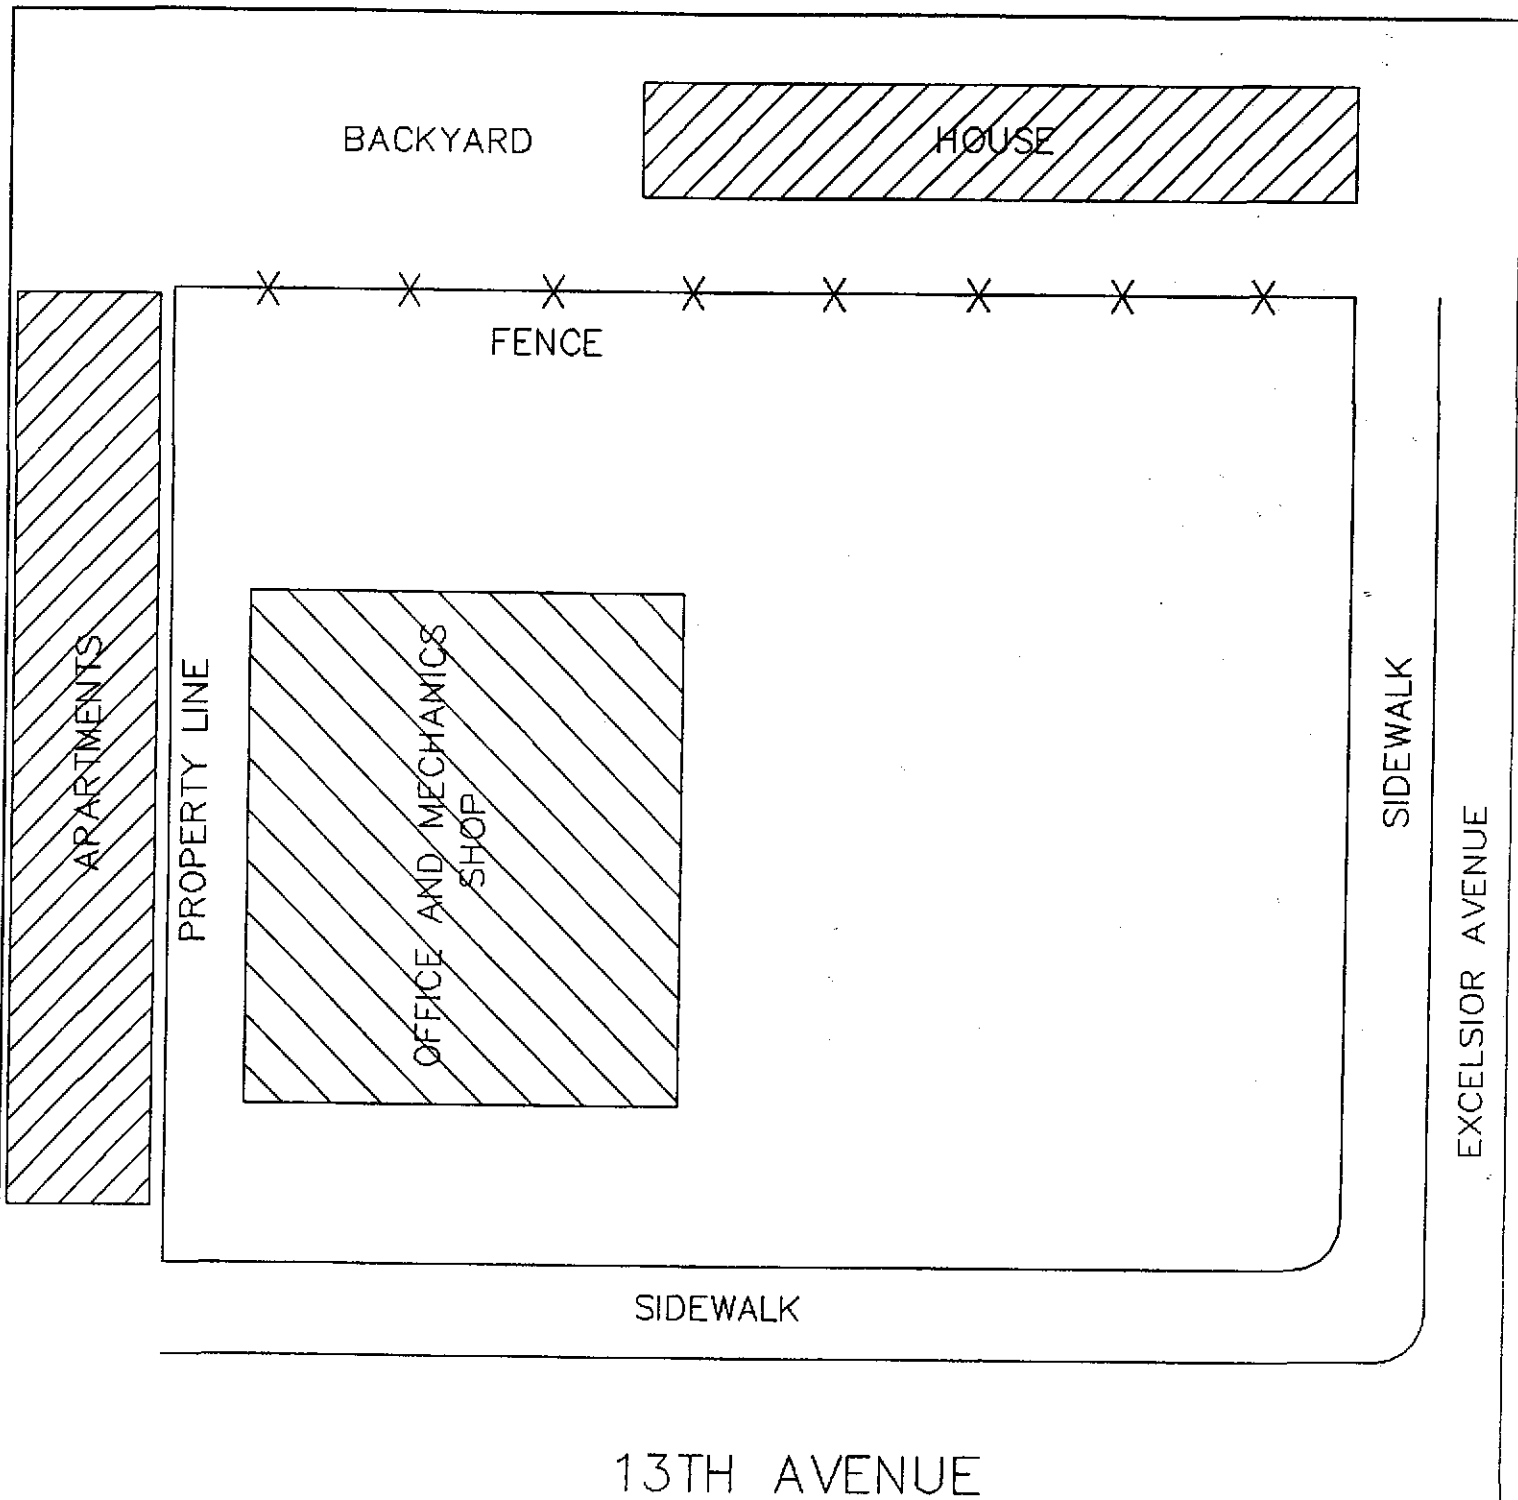 BACKYARD
HOUSE
FENCE
APARTMENTS
PROPERTY LINE
OFFICE AND MECHANICS
SHOP
SIDEWALK
EXCELSIOR AVENUE
SIDEWALK
13TH AVENUE